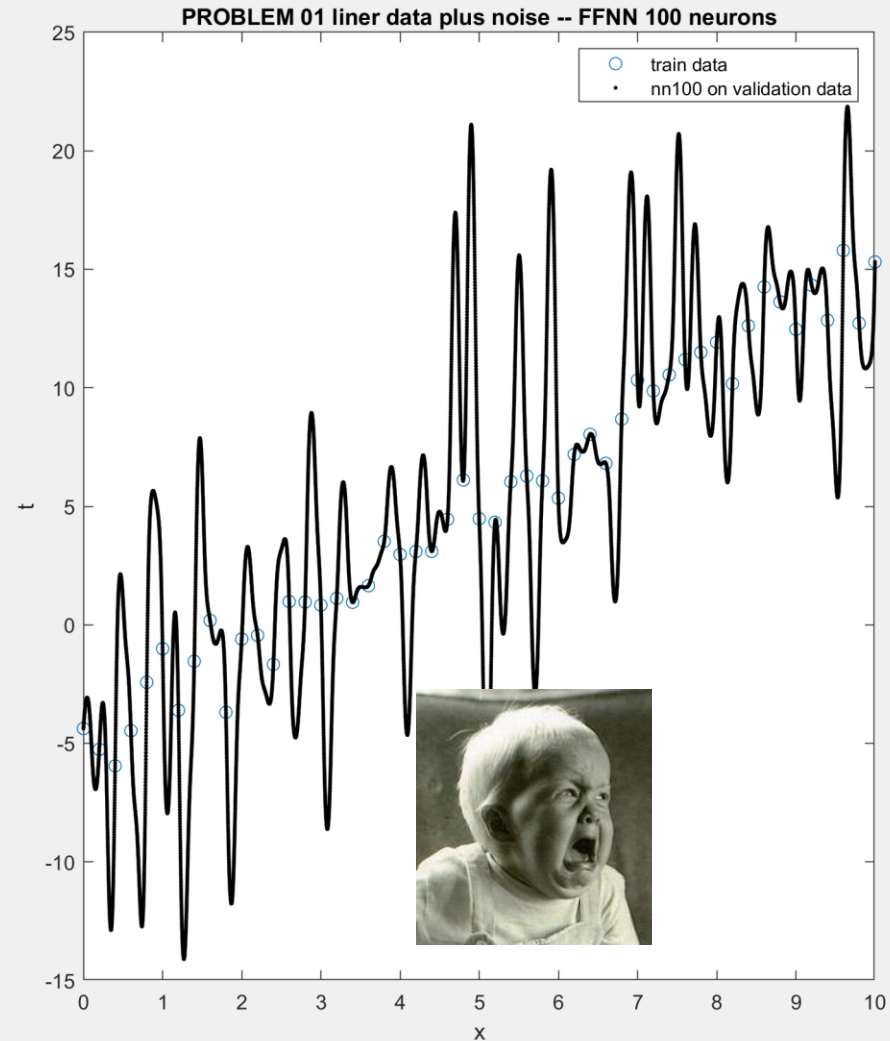 PROBLEM 01 liner data plus noise -- FFNN 100 neurons
train data
nn100 on validation data
25
20
15
10
5
0
-5
-10
-15
t
0 1 2 3 4 5 6 7 8 9 10
x